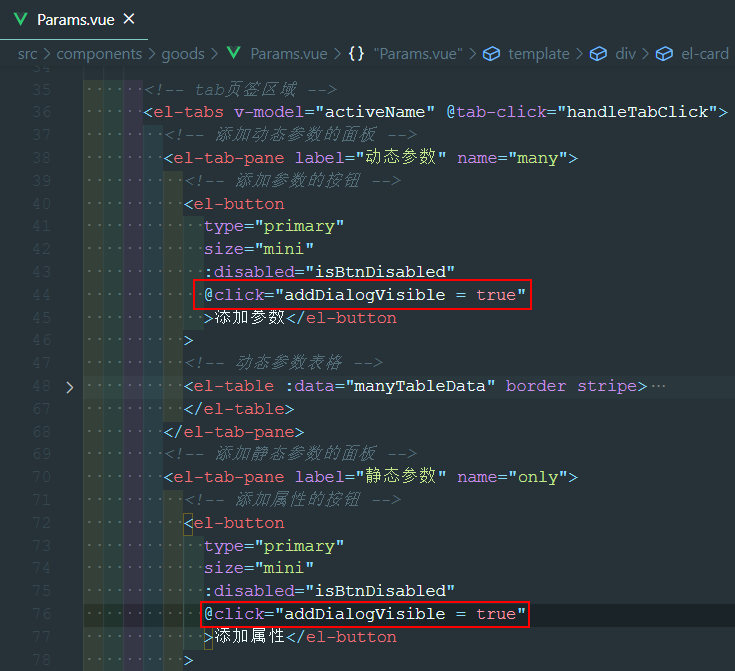 Params.vue ×
src > components > goods > Params.vue > {} "Params.vue" > template > div > el-card
34
35 <!-- tab页签区域 -->
36 <el-tabs v-model="activeName" @tab-click="handleTabClick">
37 <!-- 添加动态参数的面板 -->
38 <el-tab-pane label="动态参数" name="many">
39 <!-- 添加参数的按钮 -->
40 <el-button
41 type="primary"
42 size="mini"
43 :disabled="isBtnDisabled"
44 @click="addDialogVisible = true"
45 >添加参数</el-button
46 >
47 <!-- 动态参数表格 -->
48 <el-table :data="manyTableData" border stripe>…
67 </el-table>
68 </el-tab-pane>
69 <!-- 添加静态参数的面板 -->
70 <el-tab-pane label="静态参数" name="only">
71 <!-- 添加属性的按钮 -->
72 <el-button
73 type="primary"
74 size="mini"
75 :disabled="isBtnDisabled"
76 @click="addDialogVisible = true"
77 >添加属性</el-button
78 >